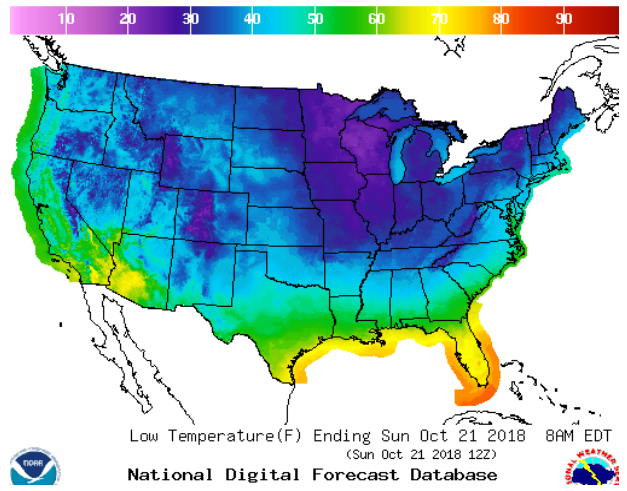 10 20 30 40 50 60 70 80 90
Low Temperature(F) Ending Sun Oct 21 2018 8AM EDT
(Sun Oct 21 2018 12Z)
National Digital Forecast Database
NOAA